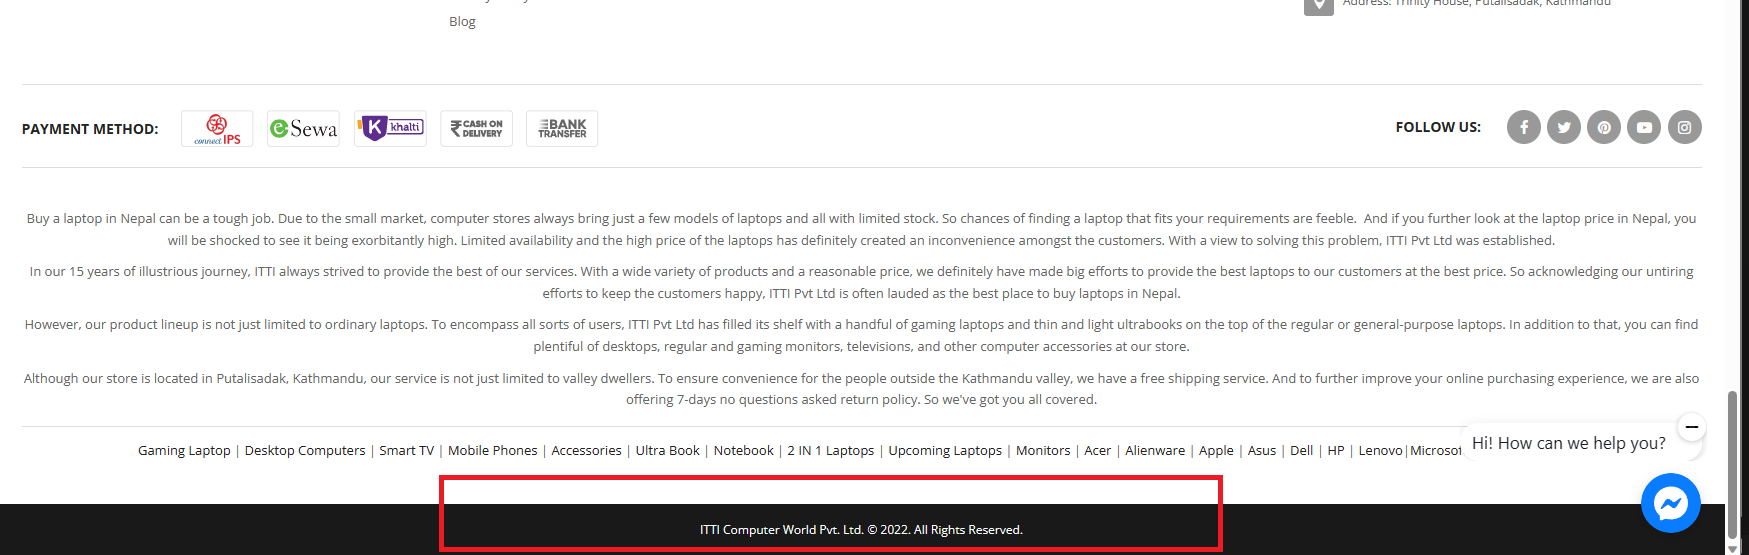 Blog
Address: Trinity House, Putalisadak, Kathmandu
PAYMENT METHOD:
connect IPS
eSewa
K khalti
CASH ON
DELIVERY
BANK
TRANSFER
FOLLOW US:
Buy a laptop in Nepal can be a tough job. Due to the small market, computer stores always bring just a few models of laptops and all with limited stock. So chances of finding a laptop that fits your requirements are feeble.  And if you further look at the laptop price in Nepal, you
will be shocked to see it being exorbitantly high. Limited availability and the high price of the laptops has definitely created an inconvenience amongst the customers. With a view to solving this problem, ITTI Pvt Ltd was established.
In our 15 years of illustrious journey, ITTI always strived to provide the best of our services. With a wide variety of products and a reasonable price, we definitely have made big efforts to provide the best laptops to our customers at the best price. So acknowledging our untiring
efforts to keep the customers happy, ITTI Pvt Ltd is often lauded as the best place to buy laptops in Nepal.
However, our product lineup is not just limited to ordinary laptops. To encompass all sorts of users, ITTI Pvt Ltd has filled its shelf with a handful of gaming laptops and thin and light ultrabooks on the top of the regular or general-purpose laptops. In addition to that, you can find
plentiful of desktops, regular and gaming monitors, televisions, and other computer accessories at our store.
Although our store is located in Putalisadak, Kathmandu, our service is not just limited to valley dwellers. To ensure convenience for the people outside the Kathmandu valley, we have a free shipping service. And to further improve your online purchasing experience, we are also
offering 7-days no questions asked return policy. So we've got you all covered.
Gaming Laptop | Desktop Computers | Smart TV | Mobile Phones | Accessories | Ultra Book | Notebook | 2 IN 1 Laptops | Upcoming Laptops | Monitors | Acer | Alienware | Apple | Asus | Dell | HP | Lenovo|Microsof
Hi! How can we help you?
ITTI Computer World Pvt. Ltd. © 2022. All Rights Reserved.